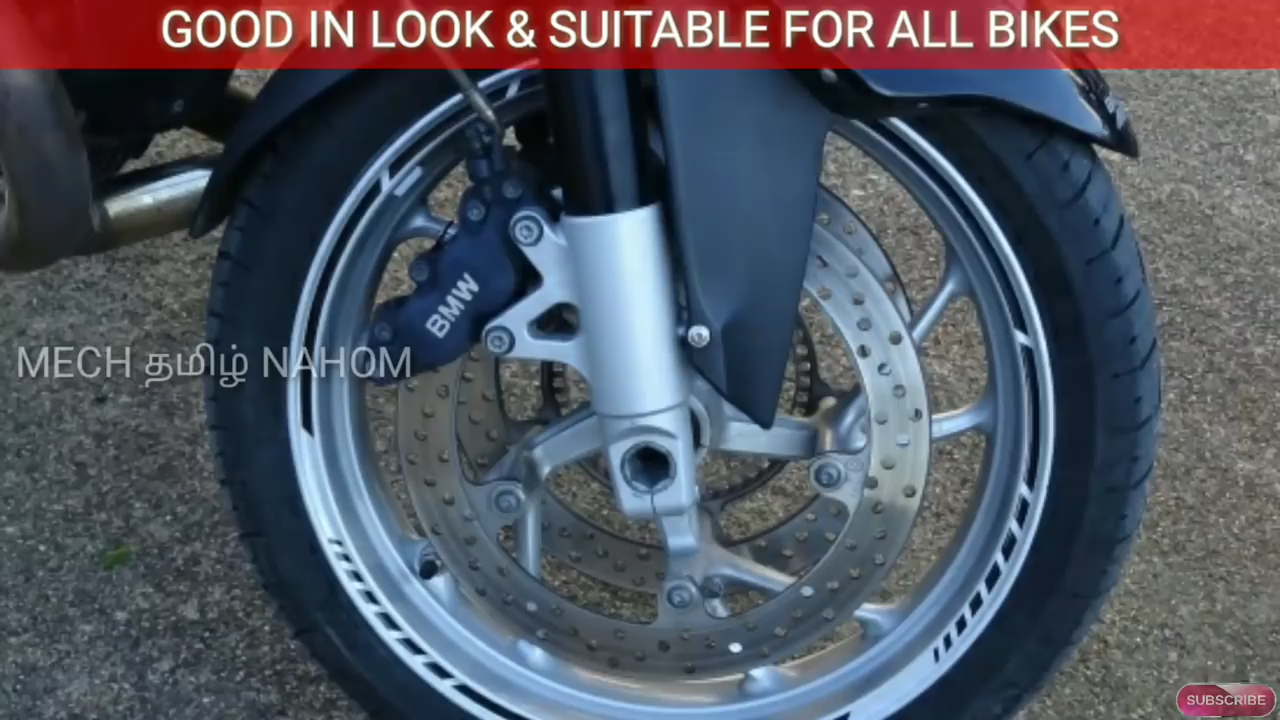 GOOD IN LOOK & SUITABLE FOR ALL BIKES
BMW
MECH தமிழ் NAHOM
SUBSCRIBE